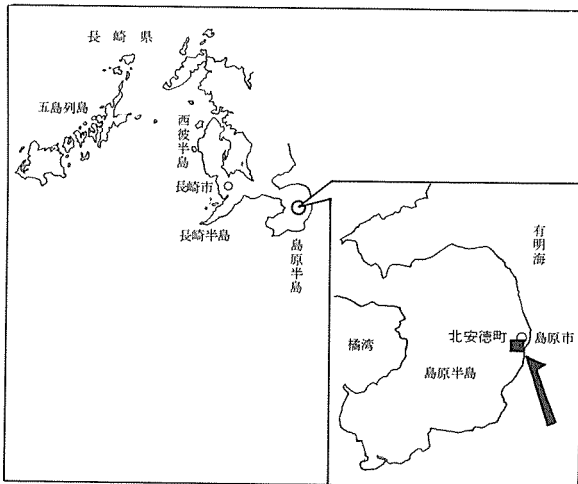 長崎県
五島列島
西彼半島
長崎市
長崎半島
島原半島
有明海
北安徳町
島原市
橘湾
島原半島